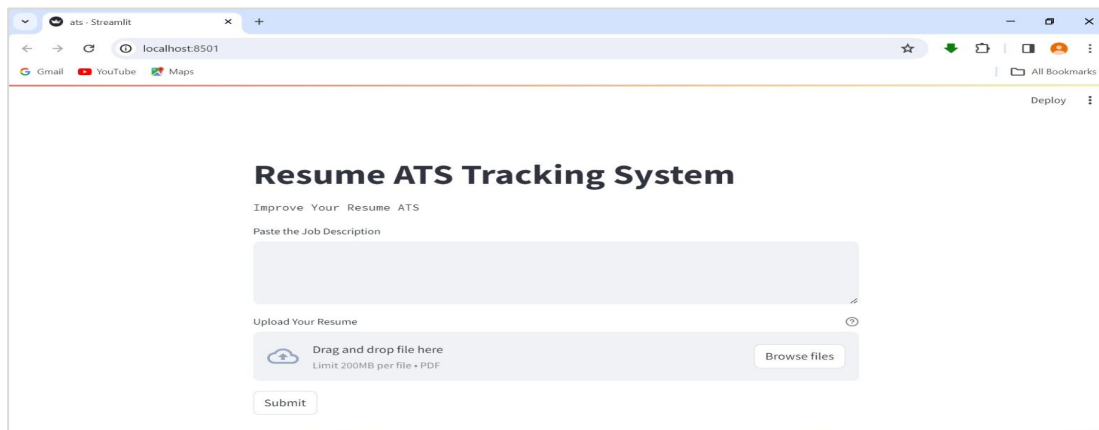 ats · Streamlit
localhost:8501
Gmail YouTube Maps All Bookmarks
Deploy
Resume ATS Tracking System
Improve Your Resume ATS
Paste the Job Description
Upload Your Resume
Drag and drop file here
Limit 200MB per file • PDF
Browse files
Submit